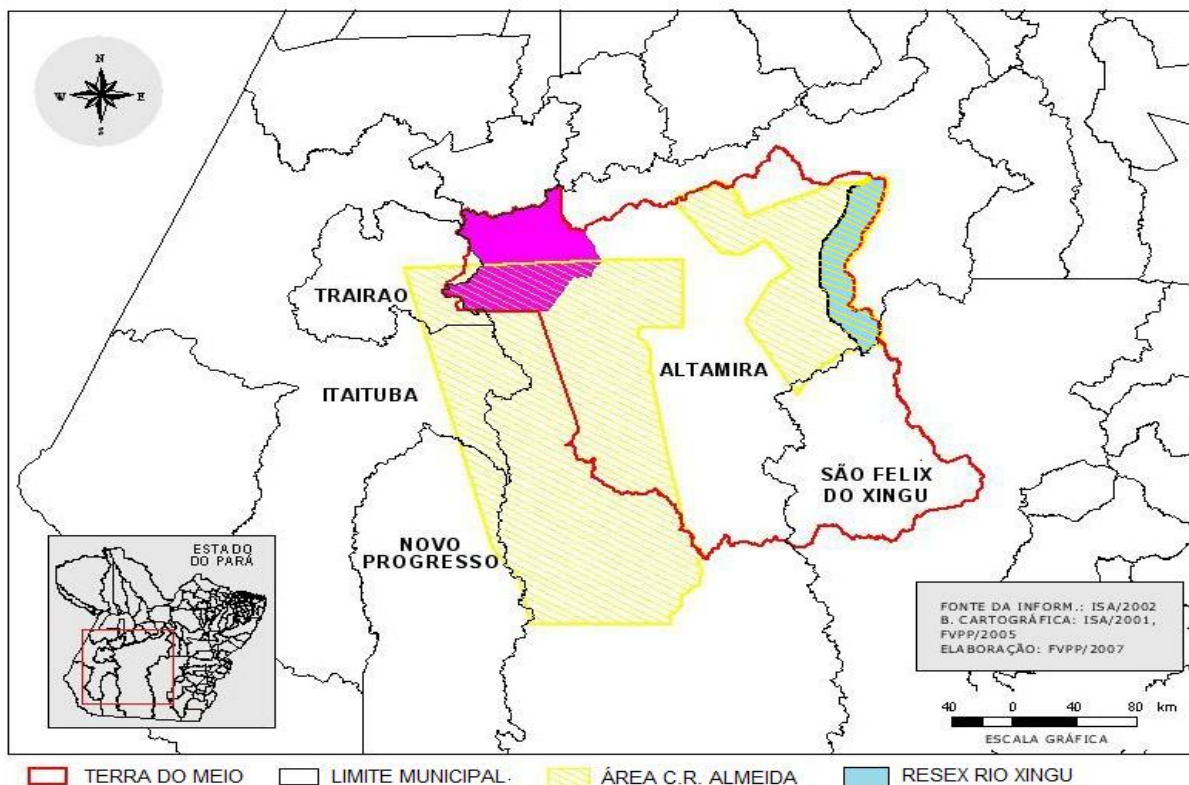 N
W E
S
TRAIRAO
ALTAMIRA
ITAITUBA
SÃO FELIX
DO XINGU
NOVO
PROGRESSO
ESTADO
DO PARÁ
FONTE DA INFORM.: ISA/2002
B. CARTOGRÁFICA: ISA/2001,
FVPP/2005
ELABORAÇÃO: FVPP/2007
40 0 40 80 km
ESCALA GRÁFICA
TERRA DO MEIO LIMITE MUNICIPAL- ÁREA C.R. ALMEIDA RESEX RIO XINGU